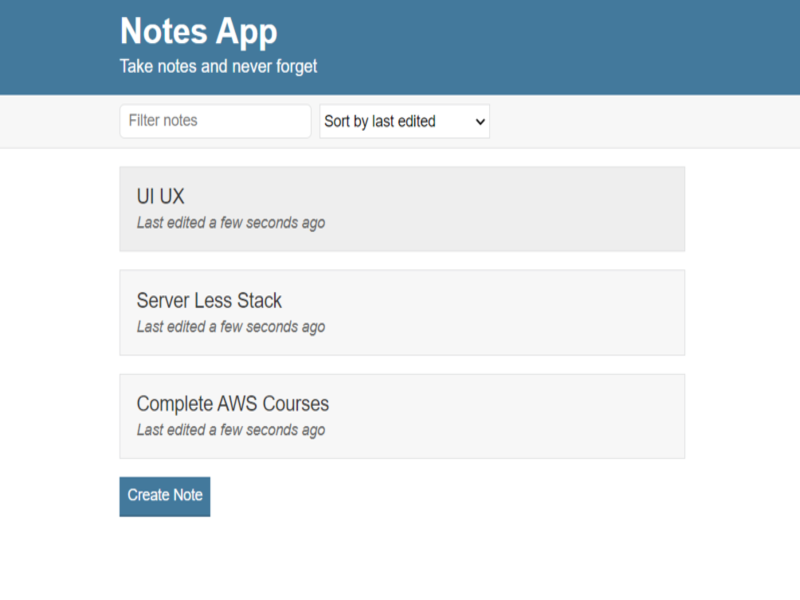 Notes App
Take notes and never forget
Filter notes
Sort by last edited
UI UX
Last edited a few seconds ago
Server Less Stack
Last edited a few seconds ago
Complete AWS Courses
Last edited a few seconds ago
Create Note